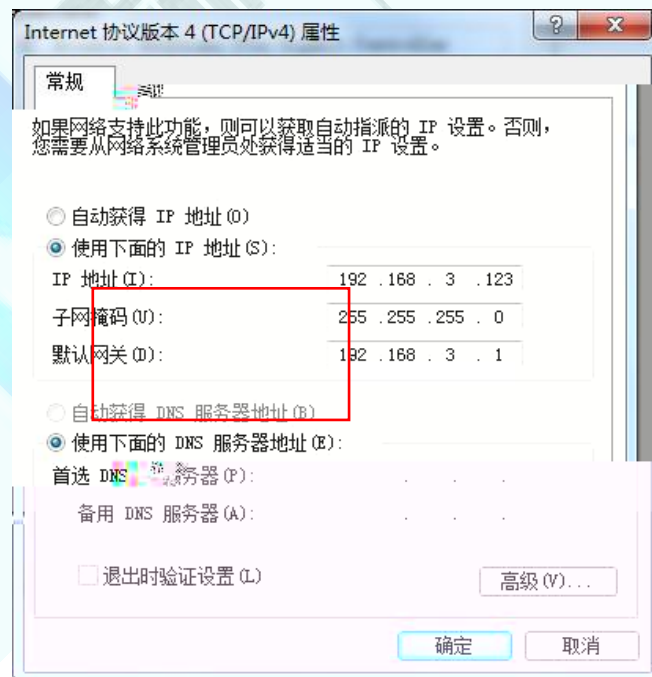 Internet 协议版本 4 (TCP/IPv4) 属性
常规
如果网络支持此功能，则可以获取自动指派的 IP 设置。否则，
您需要从网络系统管理员处获得适当的 IP 设置。
自动获得 IP 地址(O)
使用下面的 IP 地址(S):
IP 地址(I): 192 .168 . 3 .123
子网掩码(U): 255 .255 .255 . 0
默认网关(D): 192 .168 . 3 . 1
自动获得 DNS 服务器地址(B)
使用下面的 DNS 服务器地址(E):
首选 DNS 务器(P): . . .
备用 DNS 服务器(A): . . .
退出时验证设置(L)
高级(V)...
确定 取消